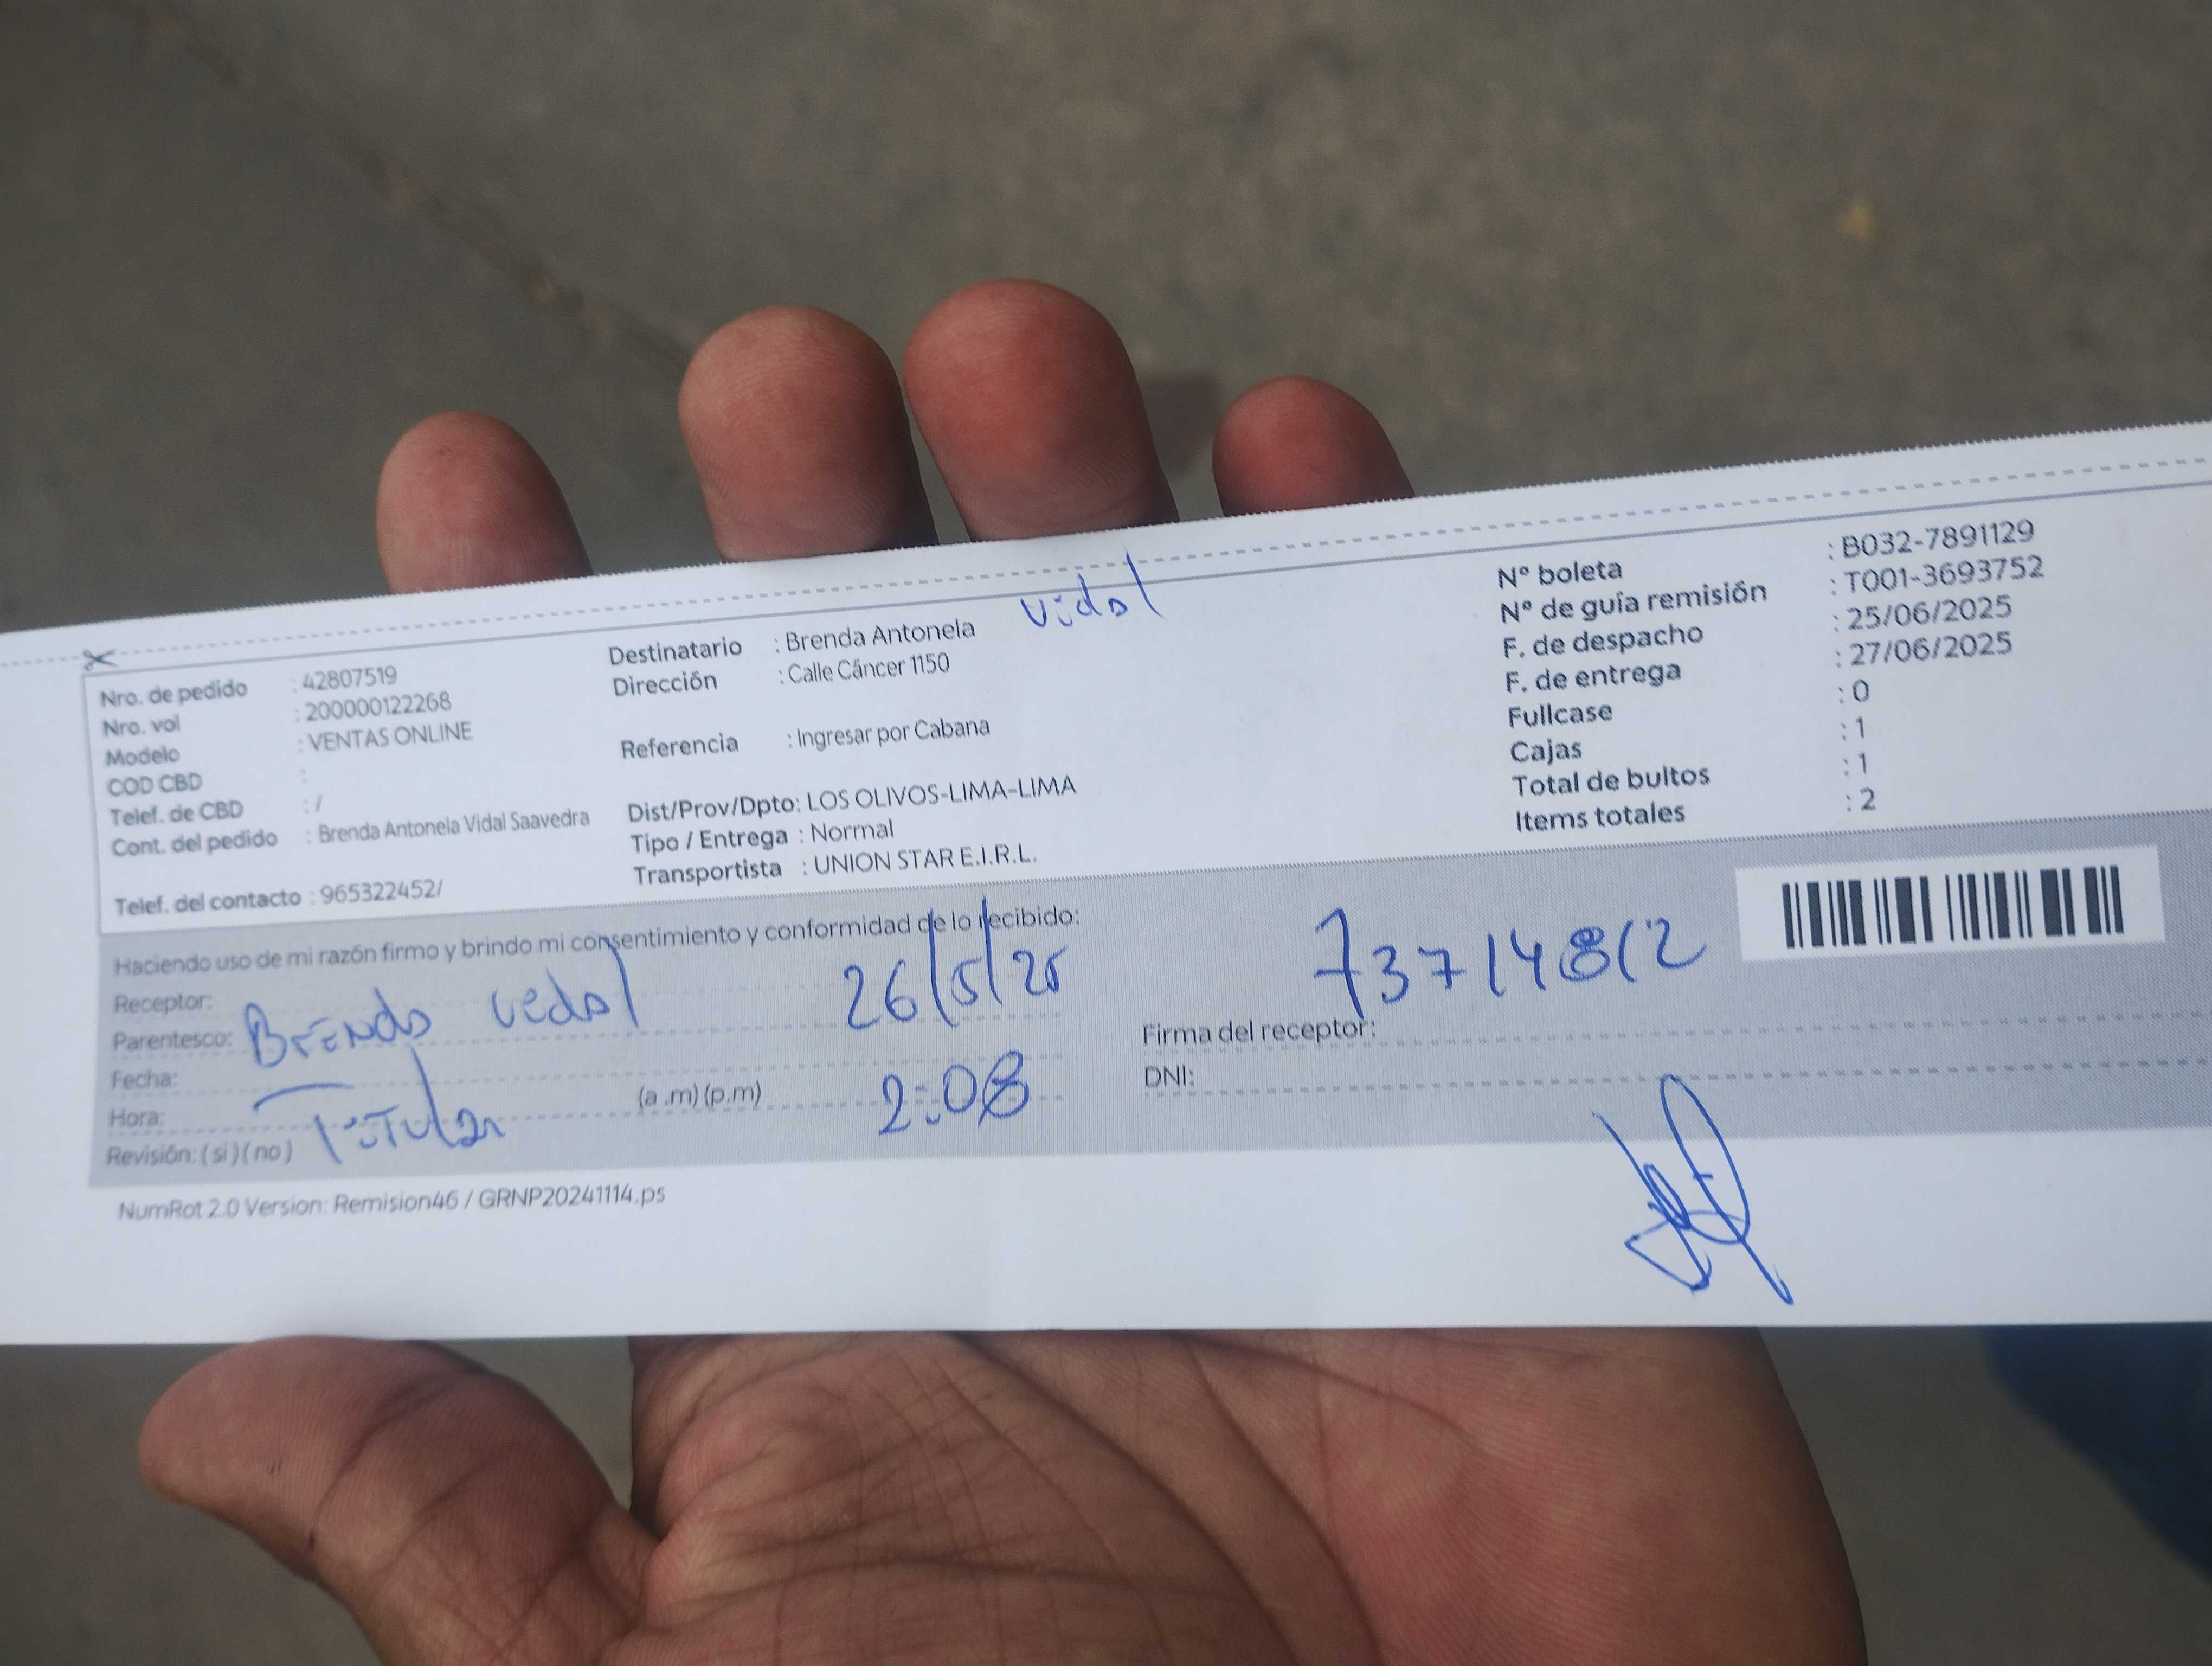 Nro. de pedido : 42807519
Nro. vol : 200000122268
Modelo : VENTAS ONLINE
COD CBD :
Telef. de CBD : /
Cont. del pedido : Brenda Antonela Vidal Saavedra
Telef. del contacto : 965322452/
Destinatario : Brenda Antonela Vidal
Dirección : Calle Cáncer 1150
Referencia : Ingresar por Cabana
Dist/Prov/Dpto: LOS OLIVOS-LIMA-LIMA
Tipo / Entrega : Normal
Transportista : UNION STAR E.I.R.L.
N° boleta : B032-7891129
N° de guía remisión : T001-3693752
F. de despacho : 25/06/2025
F. de entrega : 27/06/2025
Fullcase : 0
Cajas : 1
Total de bultos : 1
Items totales : 2
Haciendo uso de mi razón firmo y brindo mi consentimiento y conformidad de lo recibido:
Receptor:
Parentesco: Brenda Vidal 26/5/25
Fecha:
Hora: (a .m) (p.m) 2:08
Revisión: ( si ) ( no ) Titular
73714812
Firma del receptor:
DNI:
NumRot 2.0 Version: Remision46 / GRNP20241114.ps